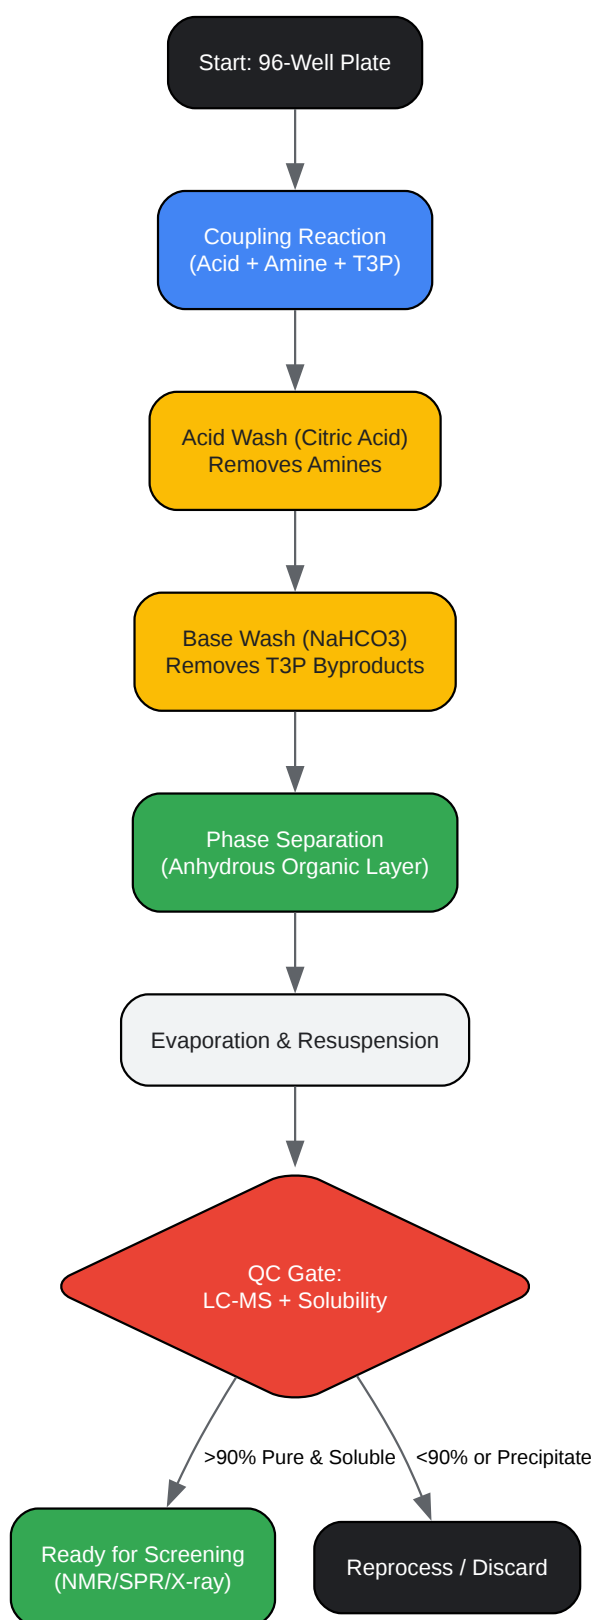 Start: 96-Well Plate
Coupling Reaction
(Acid + Amine + T3P)
Acid Wash (Citric Acid)
Removes Amines
Base Wash (NaHCO3)
Removes T3P Byproducts
Phase Separation
(Anhydrous Organic Layer)
Evaporation & Resuspension
QC Gate:
LC-MS + Solubility
>90% Pure & Soluble
<90% or Precipitate
Ready for Screening
(NMR/SPR/X-ray)
Reprocess / Discard